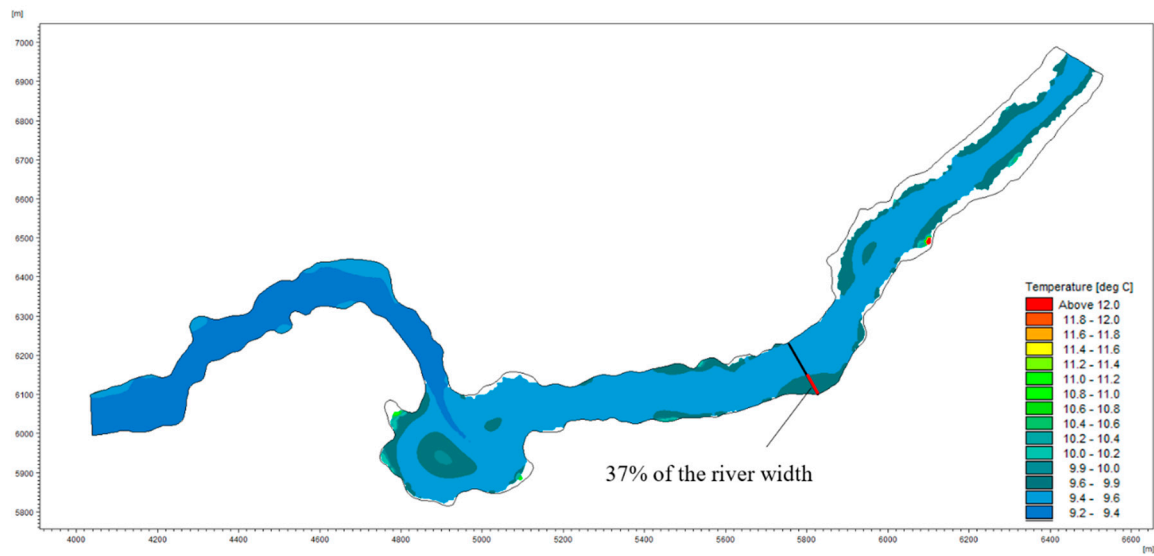 [m]
7000
6900
6800
6700
6600
6500
6400
6300
6200
6100
6000
5900
5800
37% of the river width
Temperature [deg C]
Above 12.0
11.8 - 12.0
11.6 - 11.8
11.4 - 11.6
11.2 - 11.4
11.0 - 11.2
10.8 - 11.0
10.6 - 10.8
10.4 - 10.6
10.2 - 10.4
10.0 - 10.2
9.9 - 10.0
9.6 - 9.9
9.4 - 9.6
9.2 - 9.4
4000 4200 4400 4600 4800 5000 5200 5400 5600 5800 6000 6200 6400 6600
[m]